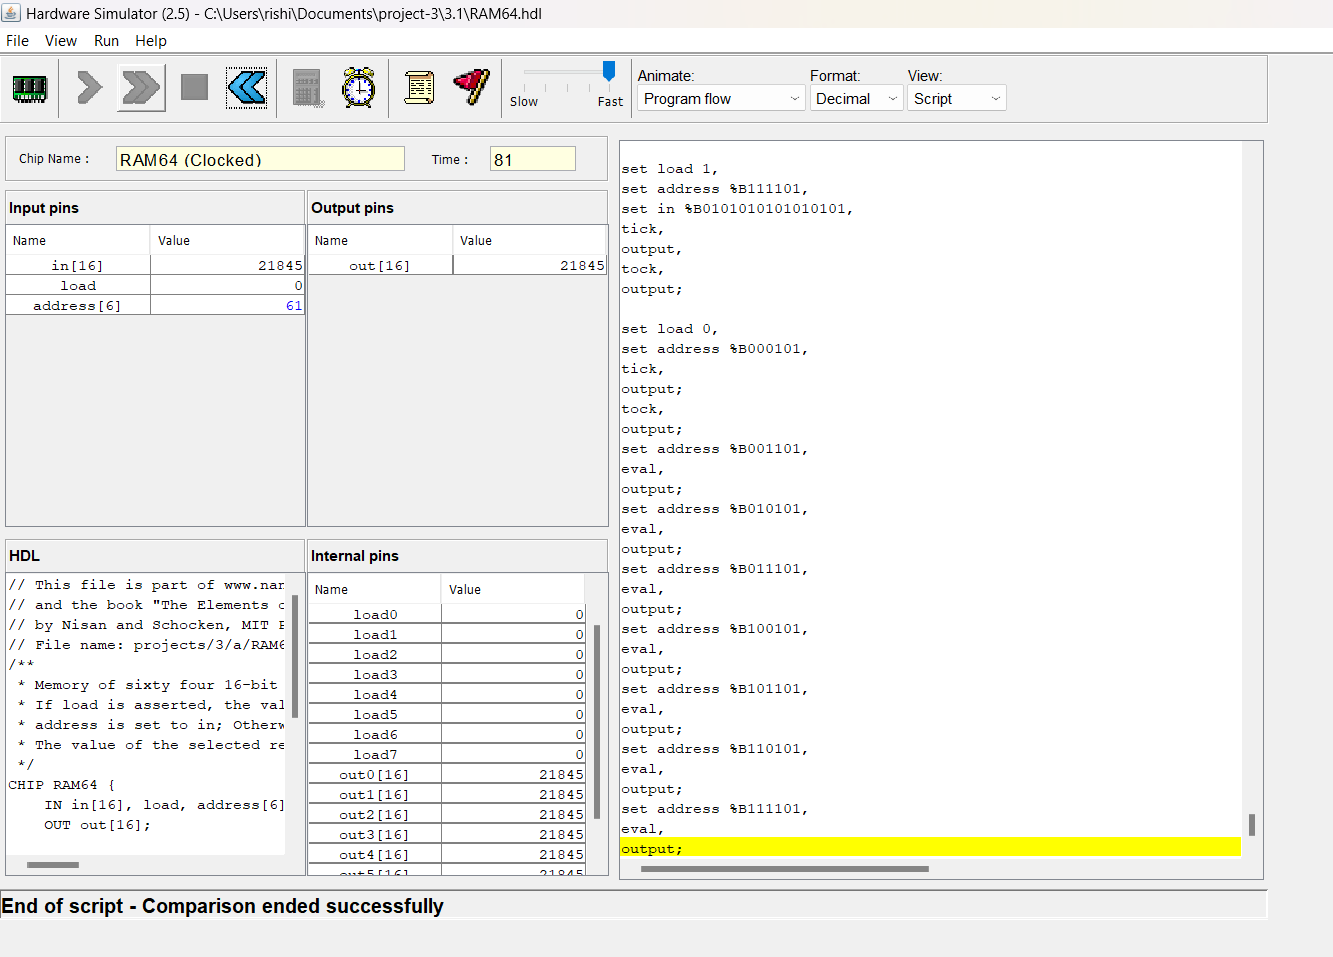 Hardware Simulator (2.5) - C:\Users\rishi\Documents\project-3\3.1\RAM64.hdl
File View Run Help
Slow Fast
Animate: Format: View:
Program flow Decimal Script
Chip Name : RAM64 (Clocked) Time : 81
Input pins
Name Value
in[16] 21845
load 0
address[6] 61
Output pins
Name Value
out[16] 21845
HDL
// This file is part of www.nan
// and the book "The Elements o
// by Nisan and Schocken, MIT P
// File name: projects/3/a/RAM6
/**
* Memory of sixty four 16-bit
* If load is asserted, the val
* address is set to in; Otherw
* The value of the selected re
*/
CHIP RAM64 {
IN in[16], load, address[6]
OUT out[16];
Internal pins
Name Value
load0 0
load1 0
load2 0
load3 0
load4 0
load5 0
load6 0
load7 0
out0[16] 21845
out1[16] 21845
out2[16] 21845
out3[16] 21845
out4[16] 21845
out5[16] 21845
set load 1,
set address %B111101,
set in %B0101010101010101,
tick,
output,
tock,
output;
set load 0,
set address %B000101,
tick,
output;
tock,
output;
set address %B001101,
eval,
output;
set address %B010101,
eval,
output;
set address %B011101,
eval,
output;
set address %B100101,
eval,
output;
set address %B101101,
eval,
output;
set address %B110101,
eval,
output;
set address %B111101,
eval,
output;
End of script - Comparison ended successfully